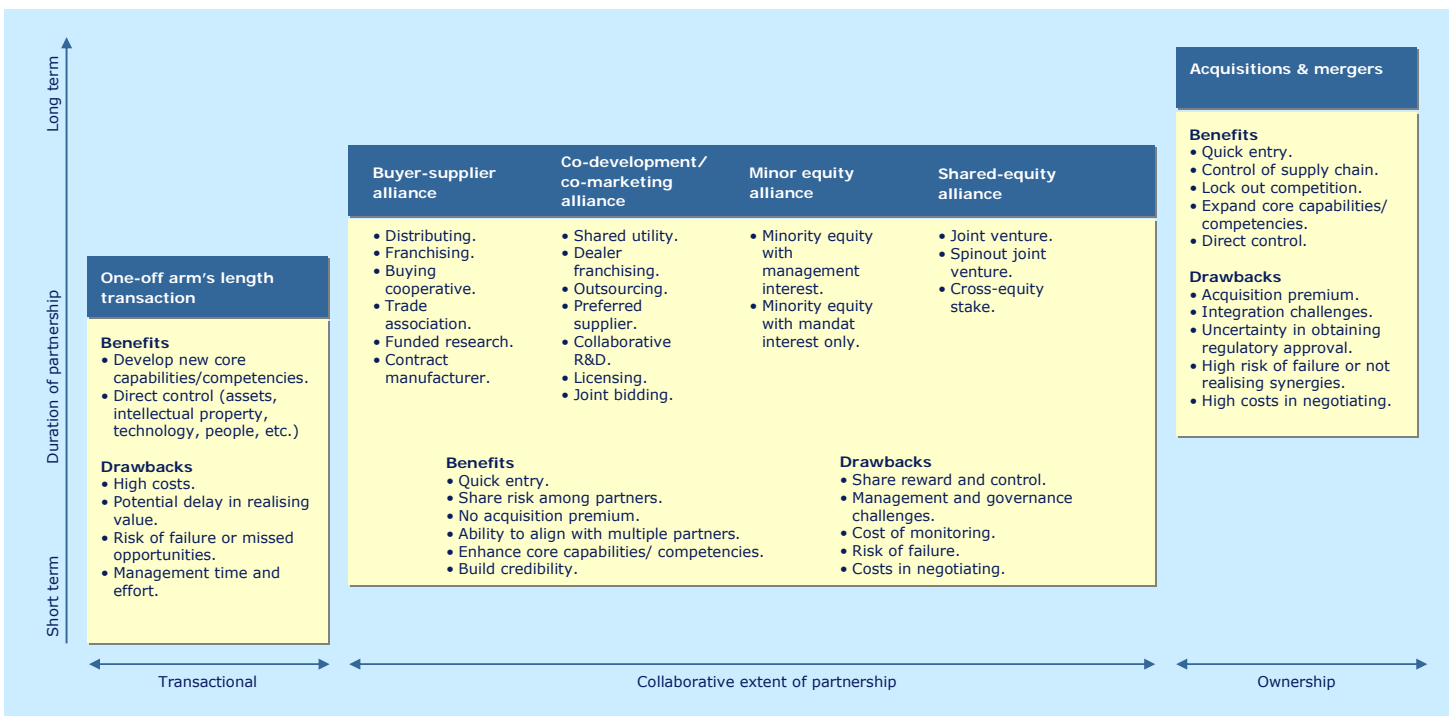 Long term
Duration of partnership
Short term
One-off arm's length
transaction
Benefits
• Develop new core
capabilities/competencies.
• Direct control (assets,
intellectual property,
technology, people, etc.)
Drawbacks
• High costs.
• Potential delay in realising
value.
• Risk of failure or missed
opportunities.
• Management time and
effort.
Buyer-supplier
alliance
• Distributing.
• Franchising.
• Buying
cooperative.
• Trade
association.
• Funded research.
• Contract
manufacturer.
Co-development/
co-marketing
alliance
• Shared utility.
• Dealer
franchising.
• Outsourcing.
• Preferred
supplier.
• Collaborative
R&D.
• Licensing.
• Joint bidding.
Minor equity
alliance
• Minority equity
with
management
interest.
• Minority equity
with mandat
interest only.
Shared-equity
alliance
• Joint venture.
• Spinout joint
venture.
• Cross-equity
stake.
Benefits
• Quick entry.
• Share risk among partners.
• No acquisition premium.
• Ability to align with multiple partners.
• Enhance core capabilities/ competencies.
• Build credibility.
Drawbacks
• Share reward and control.
• Management and governance
challenges.
• Cost of monitoring.
• Risk of failure.
• Costs in negotiating.
Acquisitions & mergers
Benefits
• Quick entry.
• Control of supply chain.
• Lock out competition.
• Expand core capabilities/
competencies.
• Direct control.
Drawbacks
• Acquisition premium.
• Integration challenges.
• Uncertainty in obtaining
regulatory approval.
• High risk of failure or not
realising synergies.
• High costs in negotiating.
Transactional
Collaborative extent of partnership
Ownership